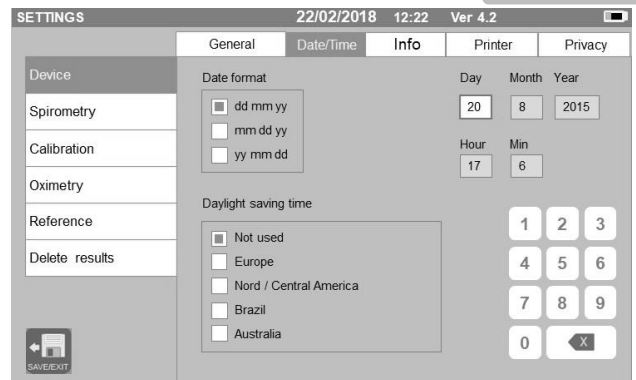 SETTINGS 22/02/2018 12:22 Ver 4.2
General Date/Time Info Printer Privacy
Device
Spirometry
Calibration
Oximetry
Reference
Delete results
SAVE/EXIT
Date format
dd mm yy
mm dd yy
yy mm dd
Day Month Year
20 8 2015
Hour Min
17 6
Daylight saving time
Not used
Europe
Nord / Central America
Brazil
Australia
1 2 3
4 5 6
7 8 9
0 X